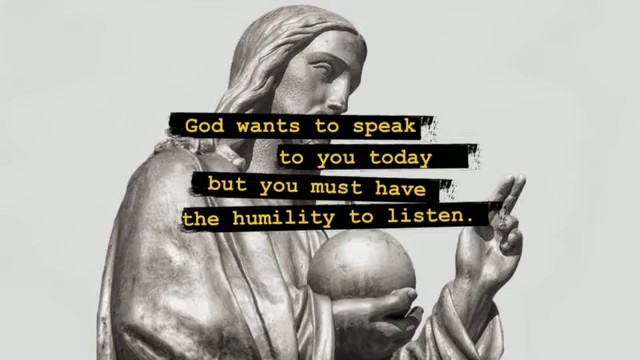 God wants to speak
to you today
but you must have
the humility to listen.